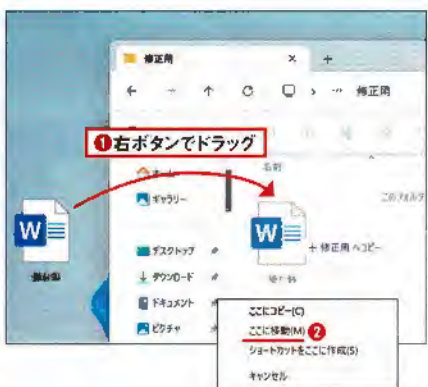 修正用
修正用
❶右ボタンでドラッグ
ホーム
名前
ギャラリー
このフォルダ
W
W
+ 修正用 へコピー
デスクトップ
ダウンロード
ドキュメント
ピクチャ
ここにコピー(C)
ここに移動(M) ❷
ショートカットをここに作成(S)
キャンセル